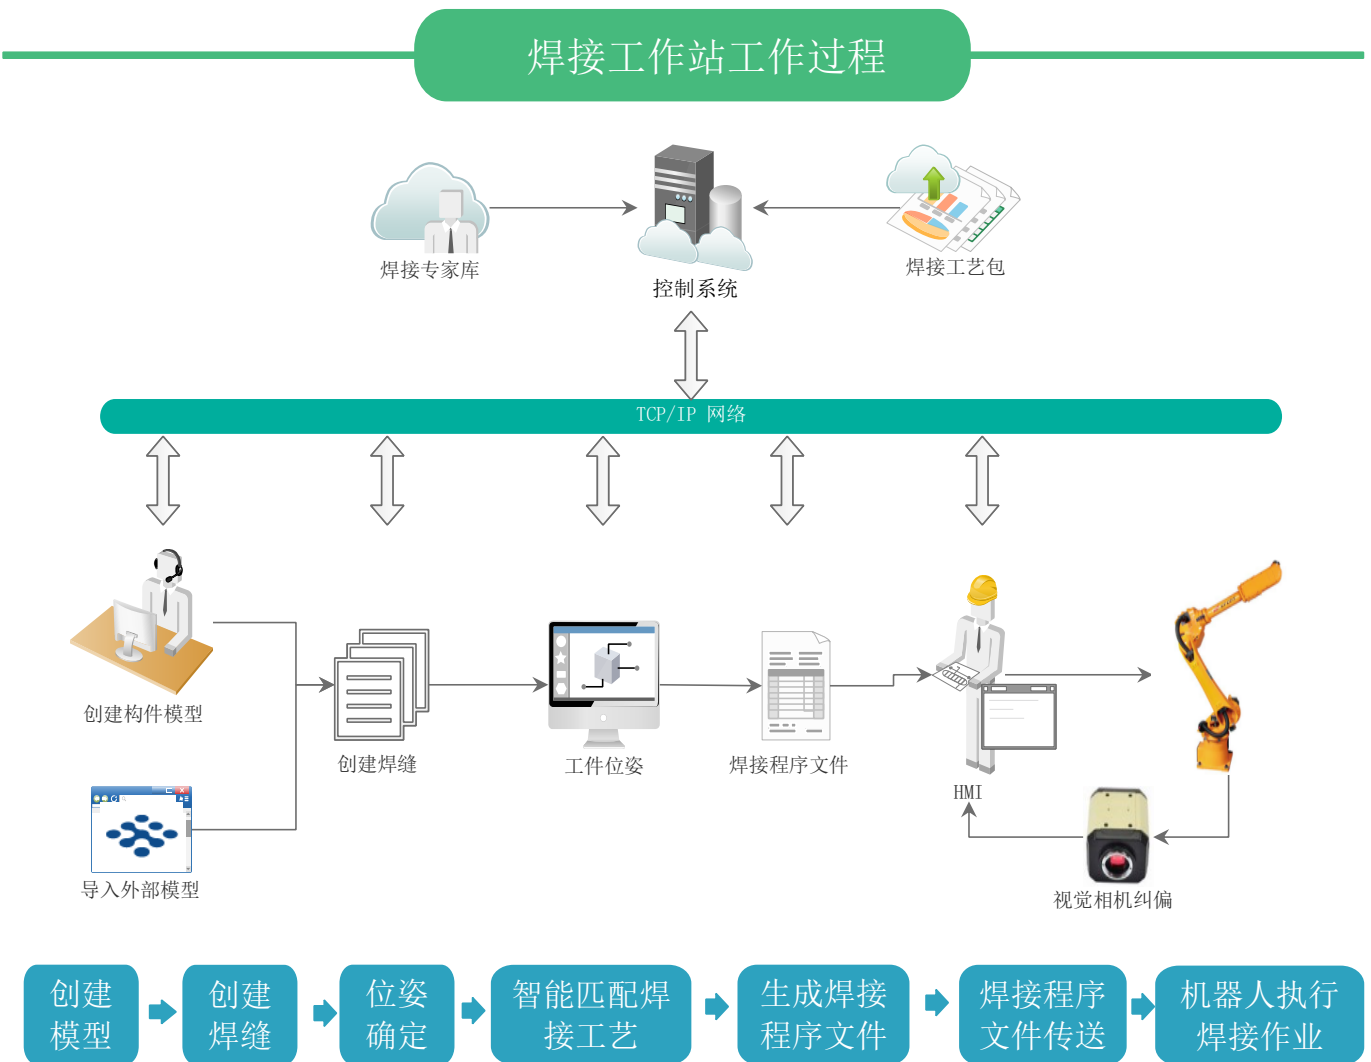 焊接工作站工作过程
焊接专家库
控制系统
焊接工艺包
TCP/IP 网络
创建构件模型
创建焊缝
工件位姿
焊接程序文件
HMI
导入外部模型
视觉相机纠偏
创建
模型
创建
焊缝
位姿
确定
智能匹配焊
接工艺
生成焊接
程序文件
焊接程序
文件传送
机器人执行
焊接作业